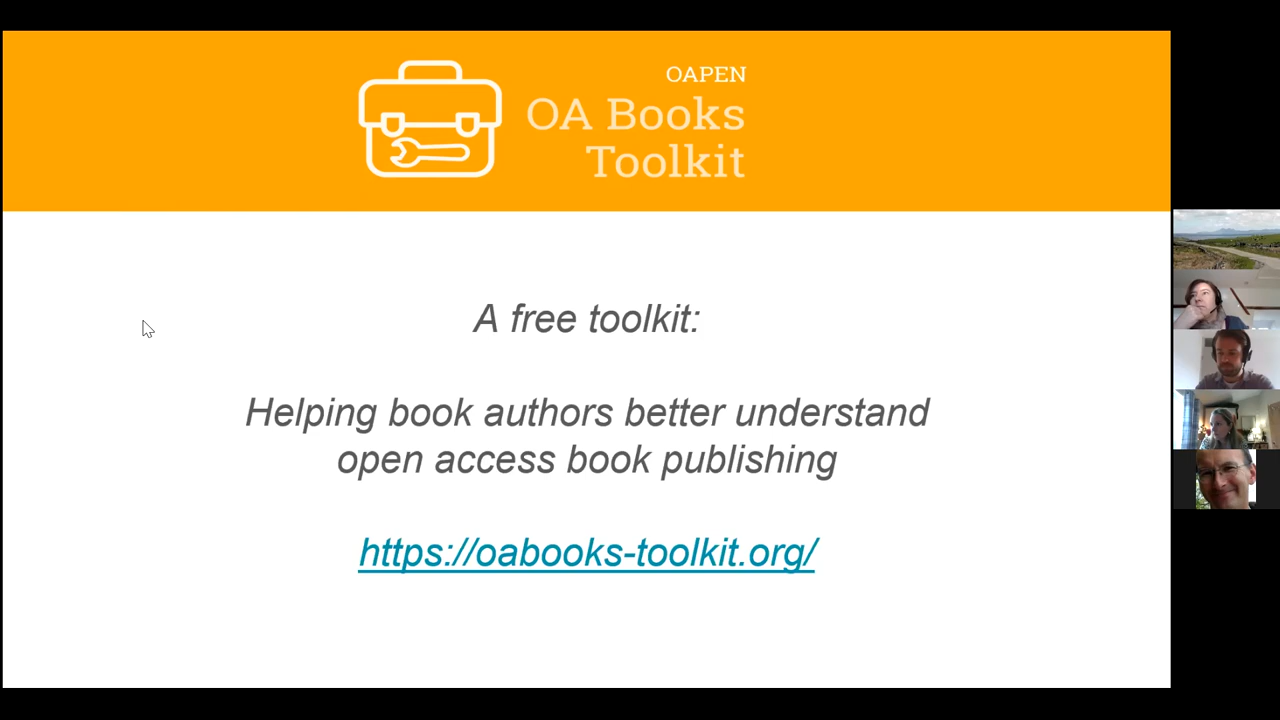 OAPEN
OA Books
Toolkit
A free toolkit:
Helping book authors better understand
open access book publishing
https://oabooks-toolkit.org/